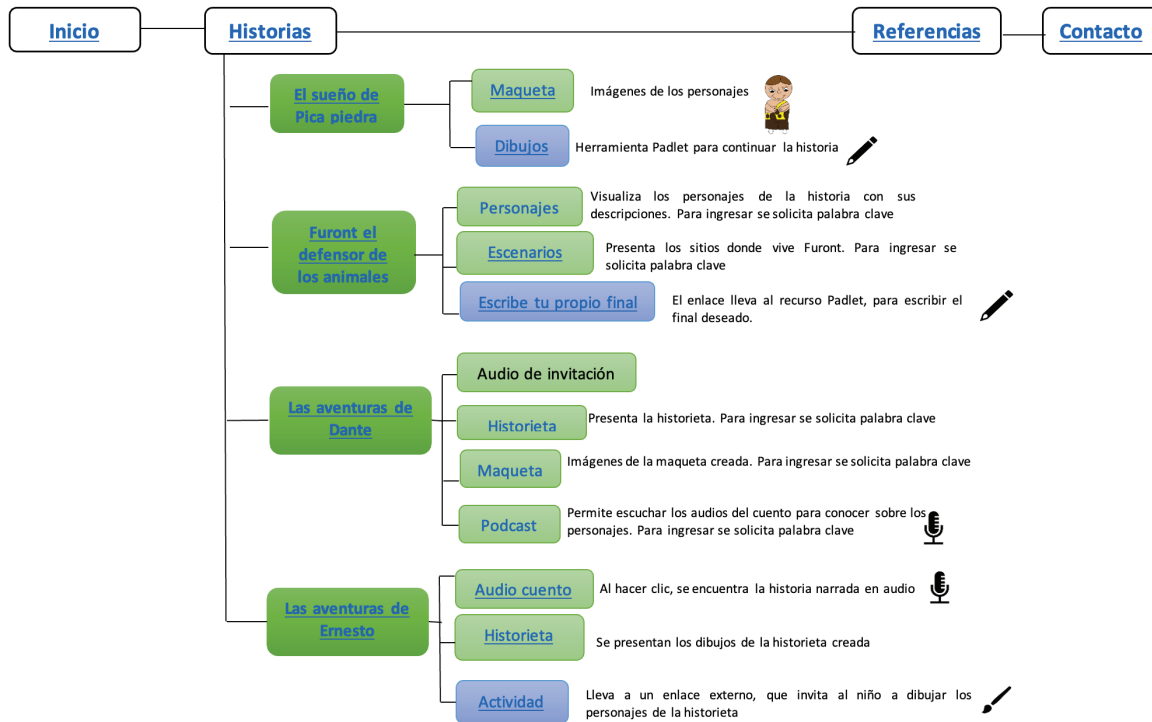 Inicio
Historias
Referencias
Contacto
El sueño de
Pica piedra
Maqueta
Imágenes de los personajes
Dibujos
Herramienta Padlet para continuar la historia
Furont el
defensor de
los animales
Personajes
Visualiza los personajes de la historia con sus
descripciones. Para ingresar se solicita palabra clave
Escenarios
Presenta los sitios donde vive Furont. Para ingresar se
solicita palabra clave
Escribe tu propio final
El enlace lleva al recurso Padlet, para escribir el
final deseado.
Las aventuras de
Dante
Audio de invitación
Historieta
Presenta la historieta. Para ingresar se solicita palabra clave
Maqueta
Imágenes de la maqueta creada. Para ingresar se solicita palabra clave
Podcast
Permite escuchar los audios del cuento para conocer sobre los
personajes. Para ingresar se solicita palabra clave
Las aventuras de
Ernesto
Audio cuento
Al hacer clic, se encuentra la historia narrada en audio
Historieta
Se presentan los dibujos de la historieta creada
Actividad
Lleva a un enlace externo, que invita al niño a dibujar los
personajes de la historieta